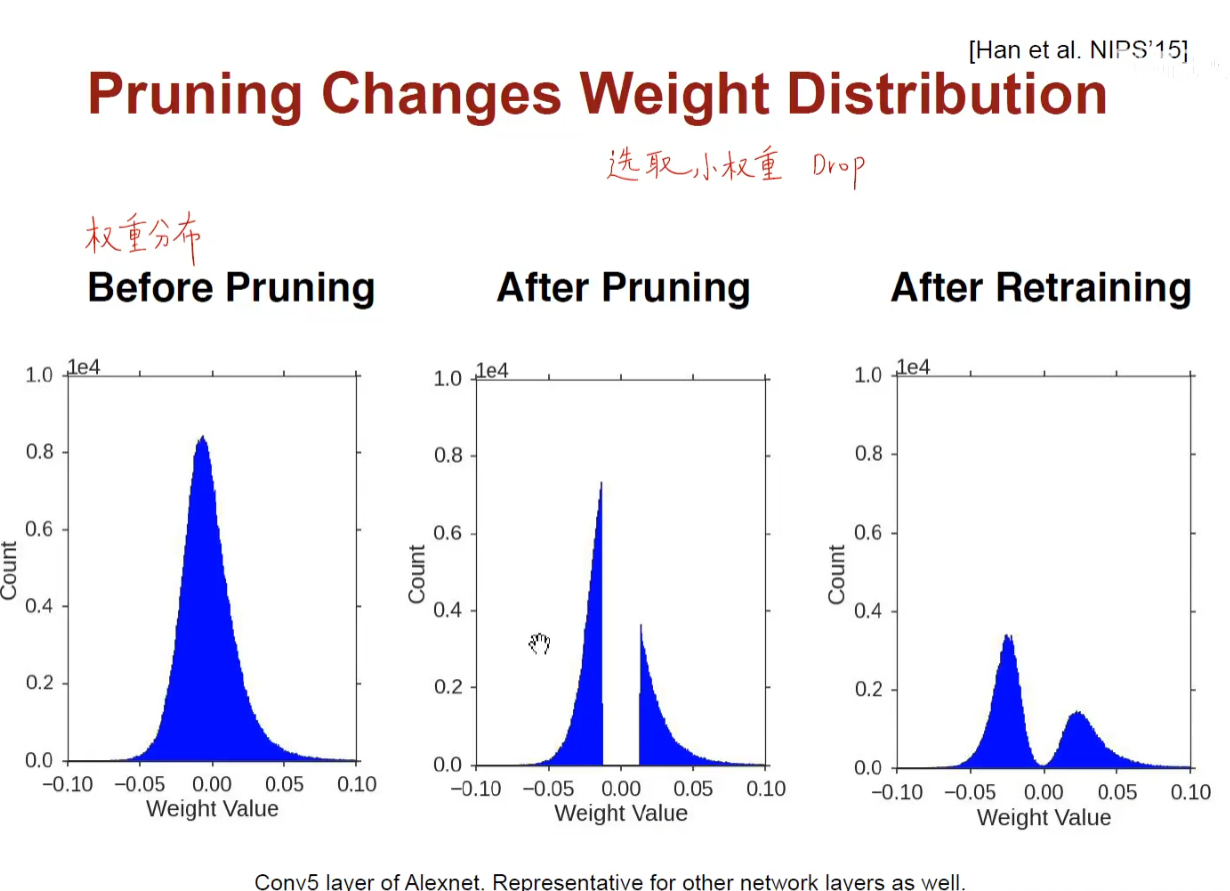 [Han et al. NIPS'15]
Pruning Changes Weight Distribution
选取小权重 Drop
权重分布
Before Pruning
After Pruning
After Retraining
1e4
1.0
0.8
0.6
0.4
0.2
0.0
Count
−0.10 −0.05 0.00 0.05 0.10
Weight Value
1e4
1.0
0.8
0.6
0.4
0.2
0.0
Count
−0.10 −0.05 0.00 0.05 0.10
Weight Value
1e4
1.0
0.8
0.6
0.4
0.2
0.0
Count
−0.10 −0.05 0.00 0.05 0.10
Weight Value
Conv5 layer of Alexnet. Representative for other network layers as well.